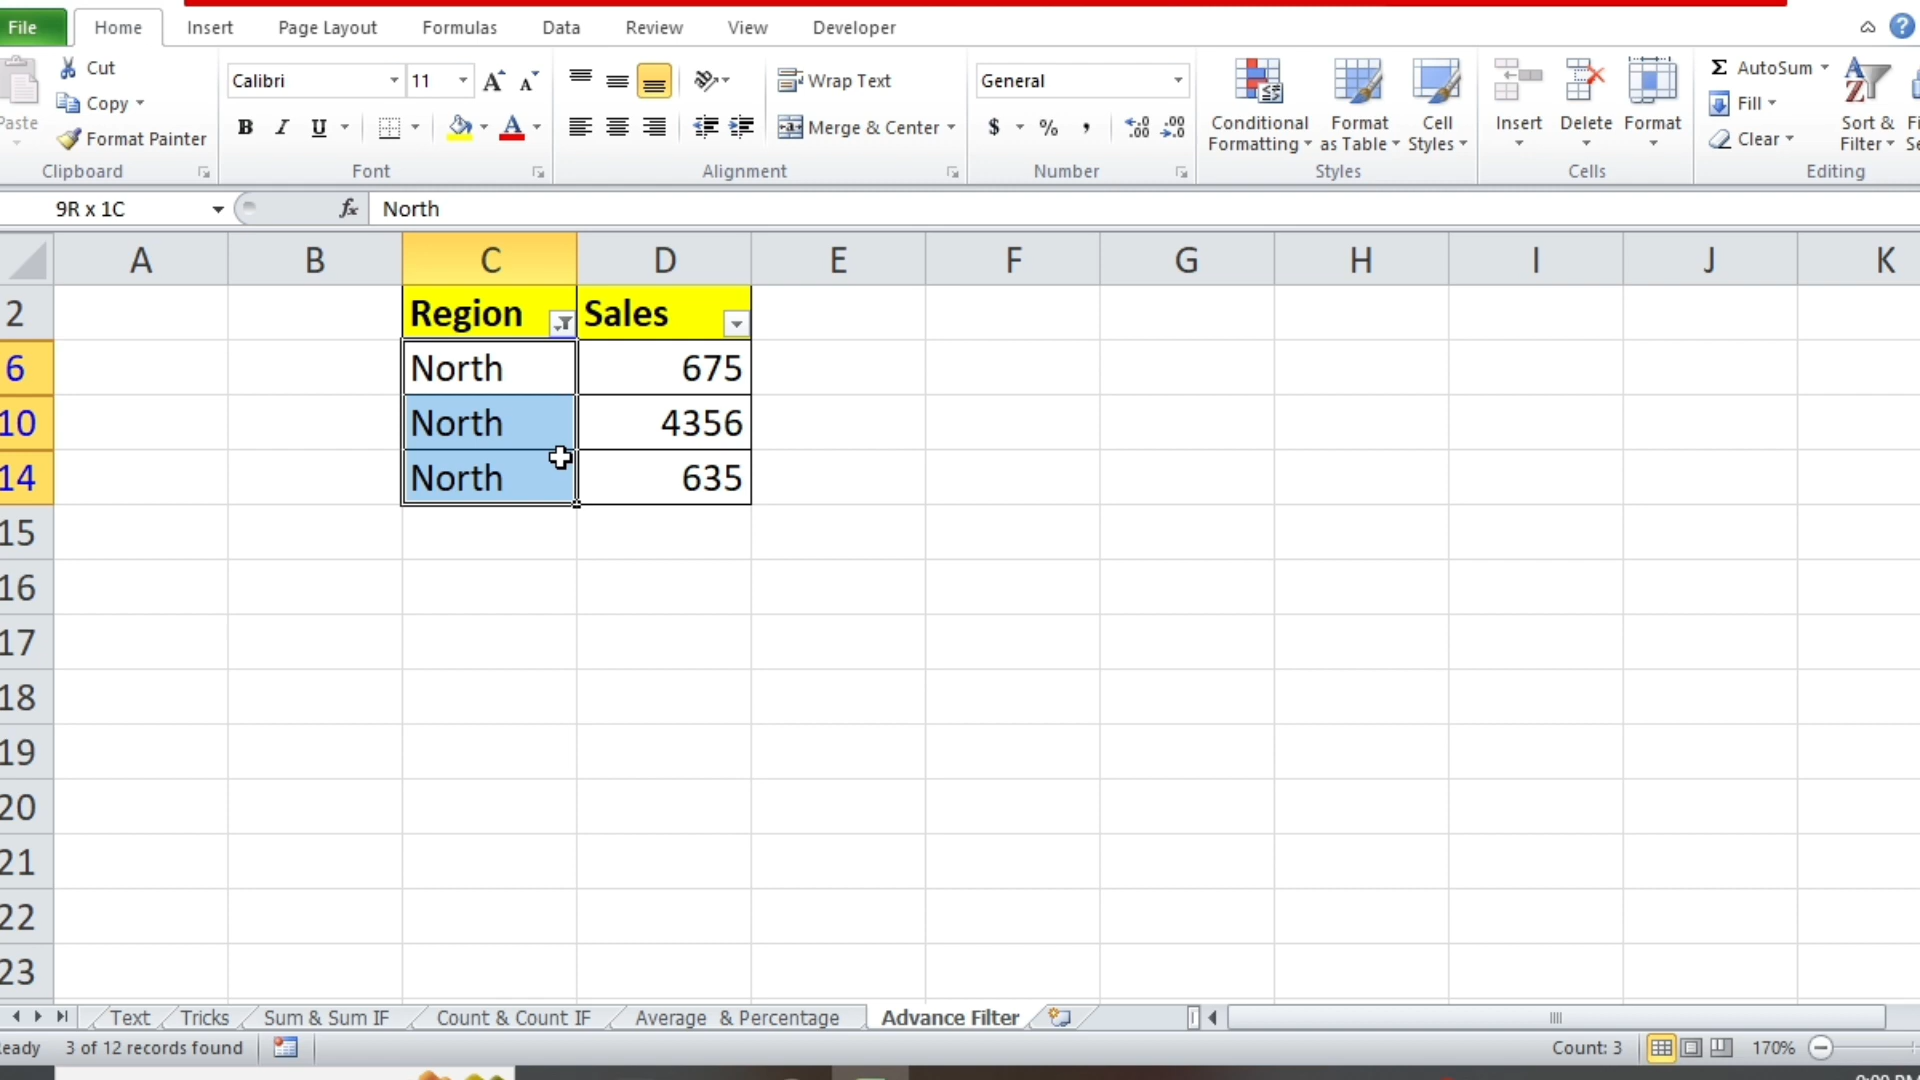 File Home Insert Page Layout Formulas Data Review View Developer
Cut
Copy
Format Painter
Paste
Clipboard
Calibri 11
B I U
Font
Wrap Text
Merge & Center
Alignment
General
$ % ,
Number
Conditional Formatting
Format as Table
Cell Styles
Styles
Insert Delete Format
Cells
Σ AutoSum
Fill
Clear
Sort & Filter
Editing
9R x 1C fx North
A B C D E F G H I J K
2 Region Sales
6 North 675
10 North 4356
14 North 635
15
16
17
18
19
20
21
22
23
Text Tricks Sum & Sum IF Count & Count IF Average & Percentage Advance Filter
eady 3 of 12 records found Count: 3 170%